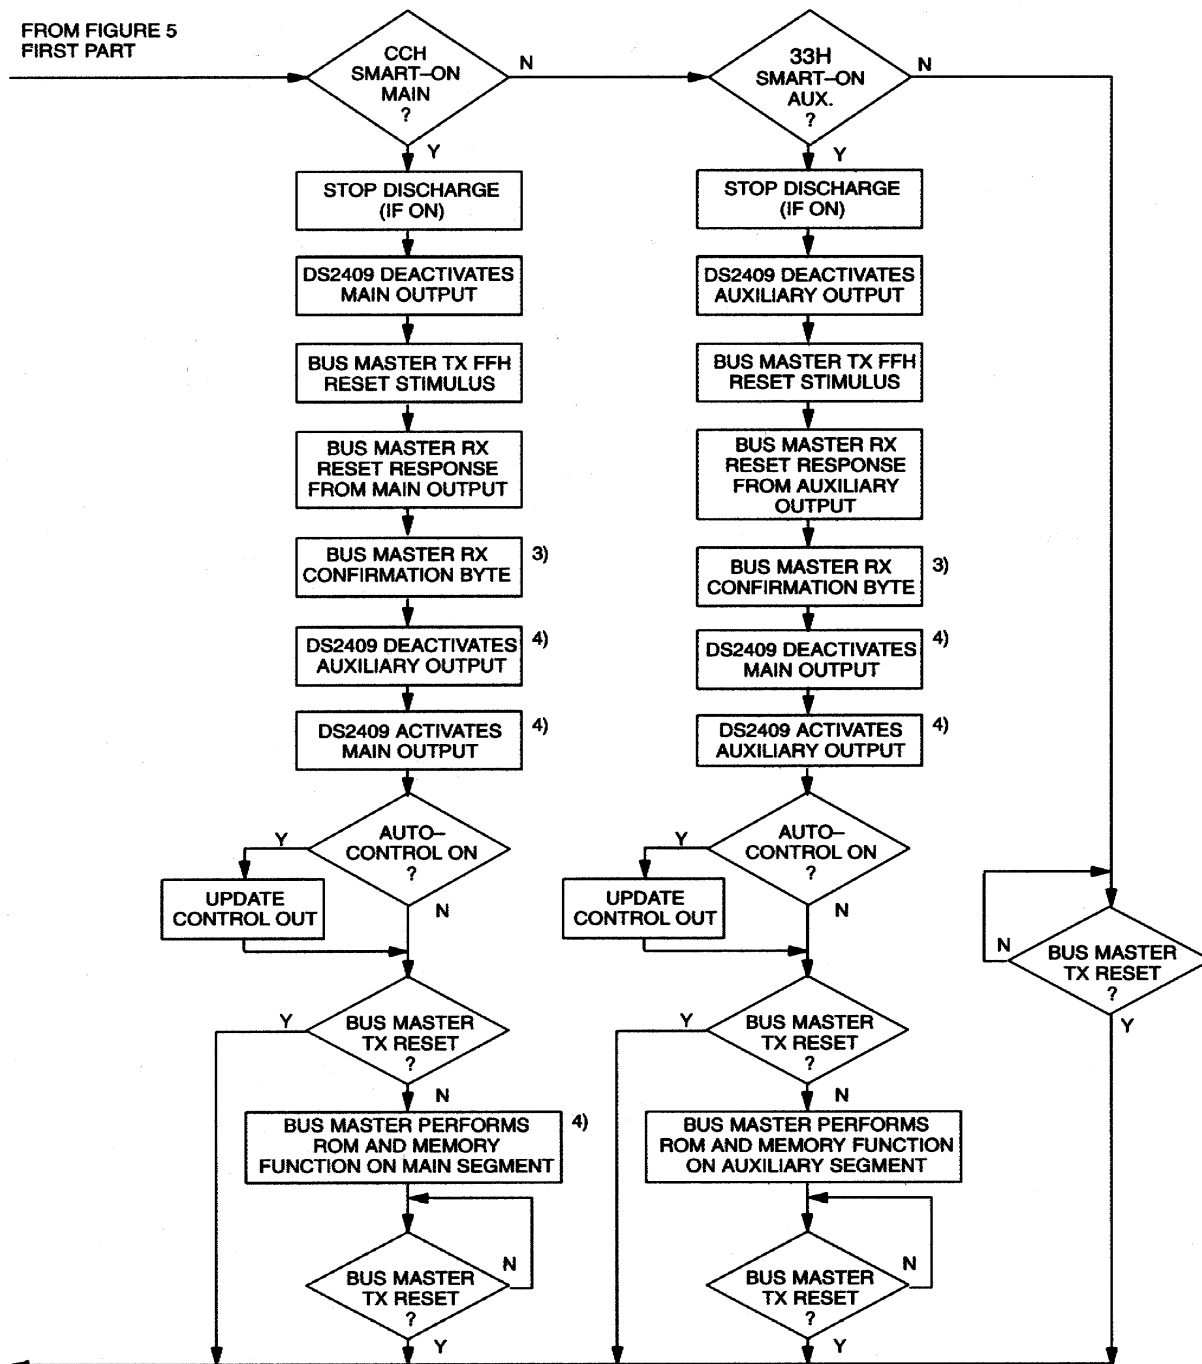 FROM FIGURE 5
FIRST PART
CCH
SMART–ON
MAIN
?
N
Y
33H
SMART–ON
AUX.
?
N
Y
STOP DISCHARGE
(IF ON)
DS2409 DEACTIVATES
MAIN OUTPUT
BUS MASTER TX FFH
RESET STIMULUS
BUS MASTER RX
RESET RESPONSE
FROM MAIN OUTPUT
BUS MASTER RX
CONFIRMATION BYTE
3)
DS2409 DEACTIVATES
AUXILIARY OUTPUT
4)
DS2409 ACTIVATES
MAIN OUTPUT
4)
AUTO–
CONTROL ON
?
Y
N
UPDATE
CONTROL OUT
BUS MASTER
TX RESET
?
Y
N
BUS MASTER PERFORMS
ROM AND MEMORY
FUNCTION ON MAIN SEGMENT
4)
BUS MASTER
TX RESET
?
N
Y
STOP DISCHARGE
(IF ON)
DS2409 DEACTIVATES
AUXILIARY OUTPUT
BUS MASTER TX FFH
RESET STIMULUS
BUS MASTER RX
RESET RESPONSE
FROM AUXILIARY
OUTPUT
BUS MASTER RX
CONFIRMATION BYTE
3)
DS2409 DEACTIVATES
MAIN OUTPUT
4)
DS2409 ACTIVATES
AUXILIARY OUTPUT
4)
AUTO–
CONTROL ON
?
Y
N
UPDATE
CONTROL OUT
BUS MASTER
TX RESET
?
Y
N
BUS MASTER PERFORMS
ROM AND MEMORY FUNCTION
ON AUXILIARY SEGMENT
BUS MASTER
TX RESET
?
N
Y
BUS MASTER
TX RESET
?
N
Y